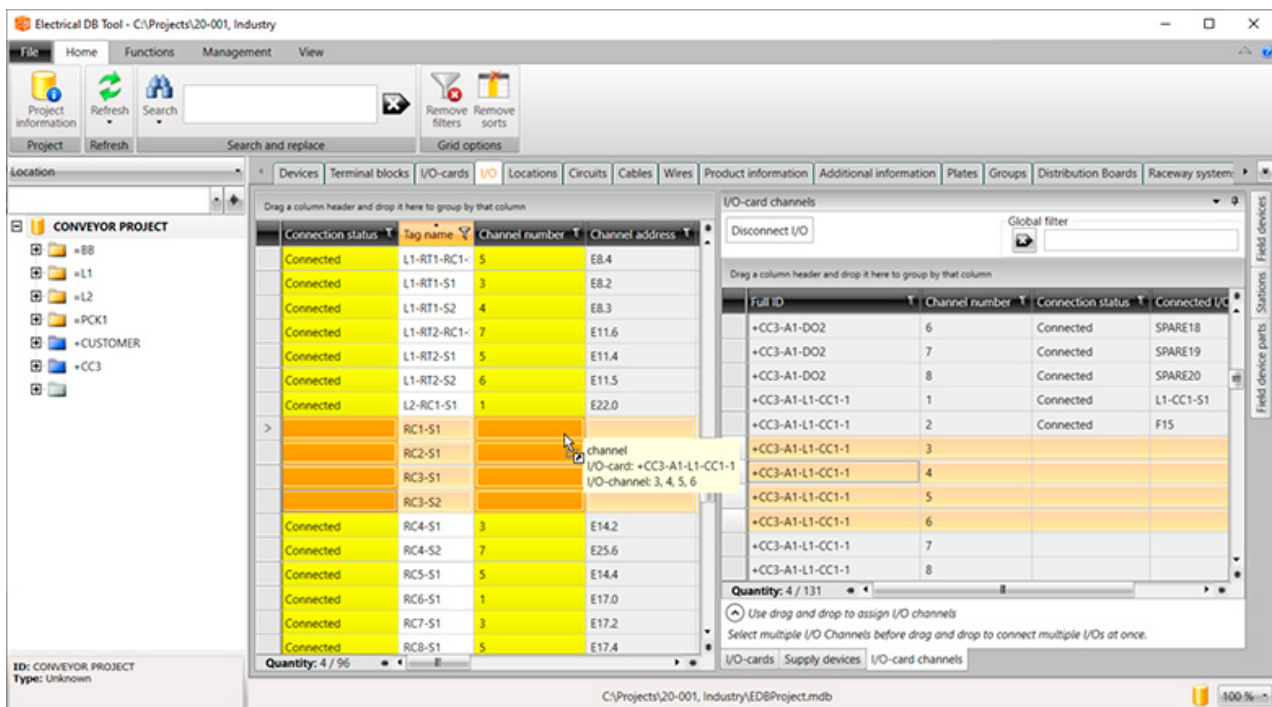 Electrical DB Tool - C:\Projects\20-001, Industry
File Home Functions Management View
Project information
Refresh
Search
Remove filters
Remove sorts
Project Refresh Search and replace Grid options
Location
CONVEYOR PROJECT
=BB
=L1
=L2
=PCK1
+CUSTOMER
+CC3
ID: CONVEYOR PROJECT
Type: Unknown
Devices Terminal blocks I/O-cards I/O Locations Circuits Cables Wires Product information Additional information Plates Groups Distribution Boards Raceway system
Drag a column header and drop it here to group by that column
Connection status Tag name Channel number Channel address
Connected L1-RT1-RC1- 5 E8.4
Connected L1-RT1-S1 3 E8.2
Connected L1-RT1-S2 4 E8.3
Connected L1-RT2-RC1- 7 E11.6
Connected L1-RT2-S1 5 E11.4
Connected L1-RT2-S2 6 E11.5
Connected L2-RC1-S1 1 E22.0
RC1-S1
RC2-S1
RC3-S1
RC3-S2
Connected RC4-S1 3 E14.2
Connected RC4-S2 7 E25.6
Connected RC5-S1 5 E14.4
Connected RC6-S1 1 E17.0
Connected RC7-S1 3 E17.2
Connected RC8-S1 5 E17.4
Quantity: 4 / 96
channel
I/O-card: +CC3-A1-L1-CC1-1
I/O-channel: 3, 4, 5, 6
I/O-card channels
Disconnect I/O
Global filter
Drag a column header and drop it here to group by that column
Full ID Channel number Connection status Connected I/O
+CC3-A1-DO2 6 Connected SPARE18
+CC3-A1-DO2 7 Connected SPARE19
+CC3-A1-DO2 8 Connected SPARE20
+CC3-A1-L1-CC1-1 1 Connected L1-CC1-S1
+CC3-A1-L1-CC1-1 2 Connected F15
+CC3-A1-L1-CC1-1 3
+CC3-A1-L1-CC1-1 4
+CC3-A1-L1-CC1-1 5
+CC3-A1-L1-CC1-1 6
+CC3-A1-L1-CC1-1 7
+CC3-A1-L1-CC1-1 8
Quantity: 4 / 131
Use drag and drop to assign I/O channels
Select multiple I/O Channels before drag and drop to connect multiple I/Os at once.
I/O-cards Supply devices I/O-card channels
Field devices
Stations
Field device parts
C:\Projects\20-001, Industry\EDBProject.mdb
100 %